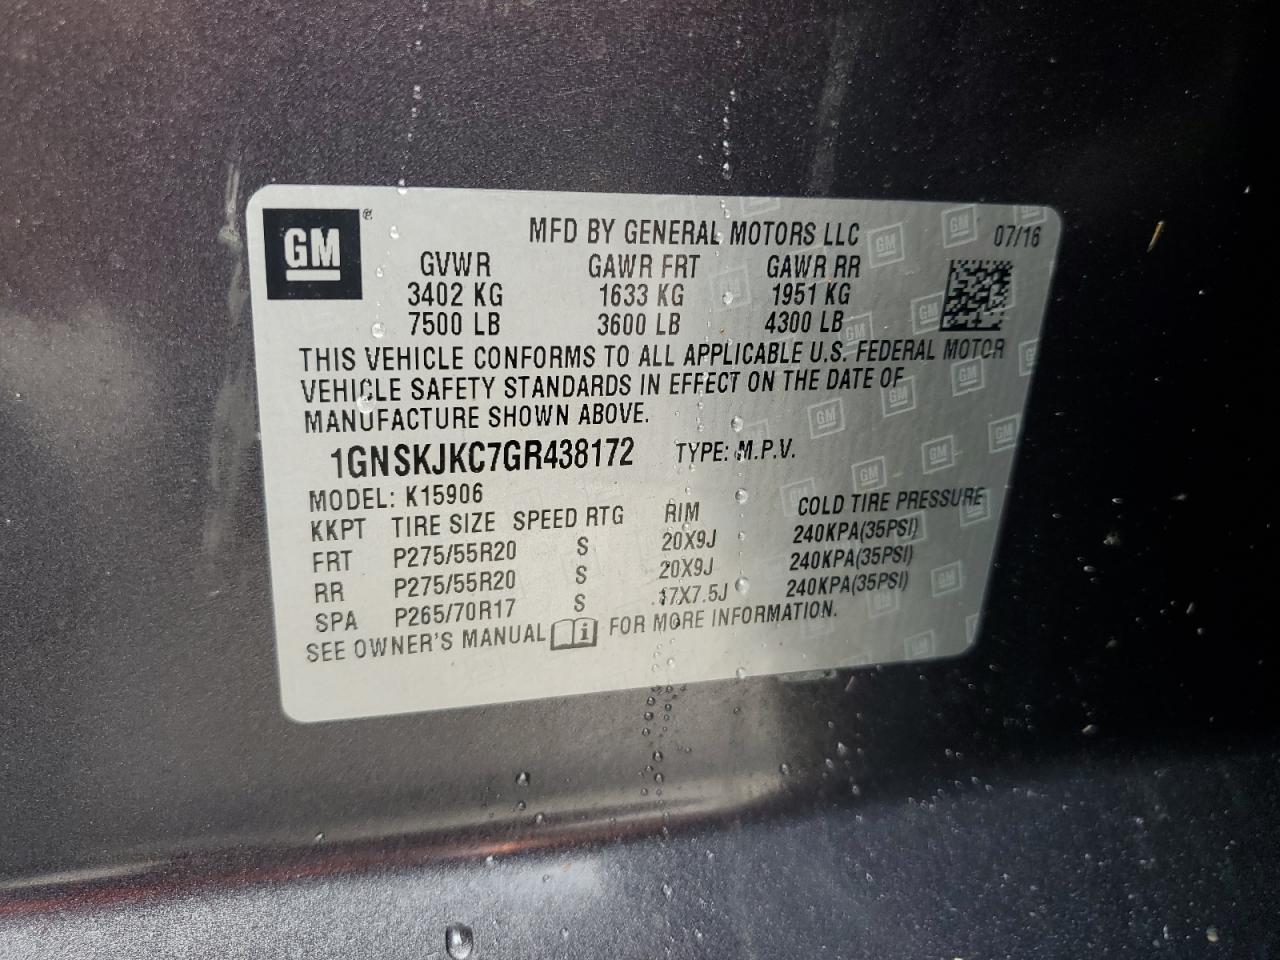 GM ® MFD BY GENERAL MOTORS LLC 07/16
GVWR GAWR FRT GAWR RR
3402 KG 1633 KG 1951 KG
7500 LB 3600 LB 4300 LB
THIS VEHICLE CONFORMS TO ALL APPLICABLE U.S. FEDERAL MOTOR
VEHICLE SAFETY STANDARDS IN EFFECT ON THE DATE OF
MANUFACTURE SHOWN ABOVE.
1GNSKJKC7GR438172 TYPE: M.P.V.
MODEL: K15906
KKPT TIRE SIZE SPEED RTG RIM COLD TIRE PRESSURE
FRT P275/55R20 S 20X9J 240KPA(35PSI)
RR P275/55R20 S 20X9J 240KPA(35PSI)
SPA P265/70R17 S 17X7.5J 240KPA(35PSI)
SEE OWNER'S MANUAL i FOR MORE INFORMATION.